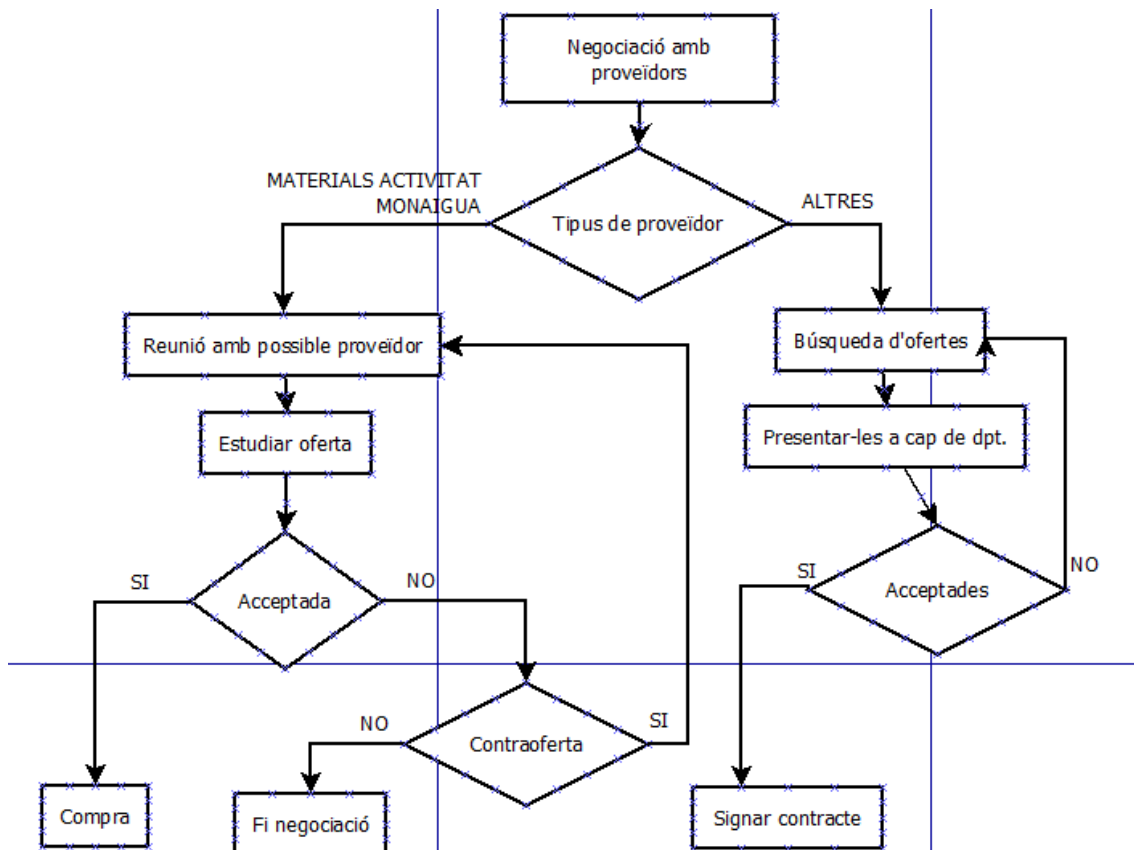 Negociació amb
proveïdors
MATERIALS ACTIVITAT
MONAIGUA
Tipus de proveïdor
ALTRES
Reunió amb possible proveïdor
Búsqueda d'ofertes
Estudiar oferta
Presentar-les a cap de dpt.
SI
Acceptada
NO
SI
Acceptades
NO
NO
Contraoferta
SI
Compra
Fi negociació
Signar contracte